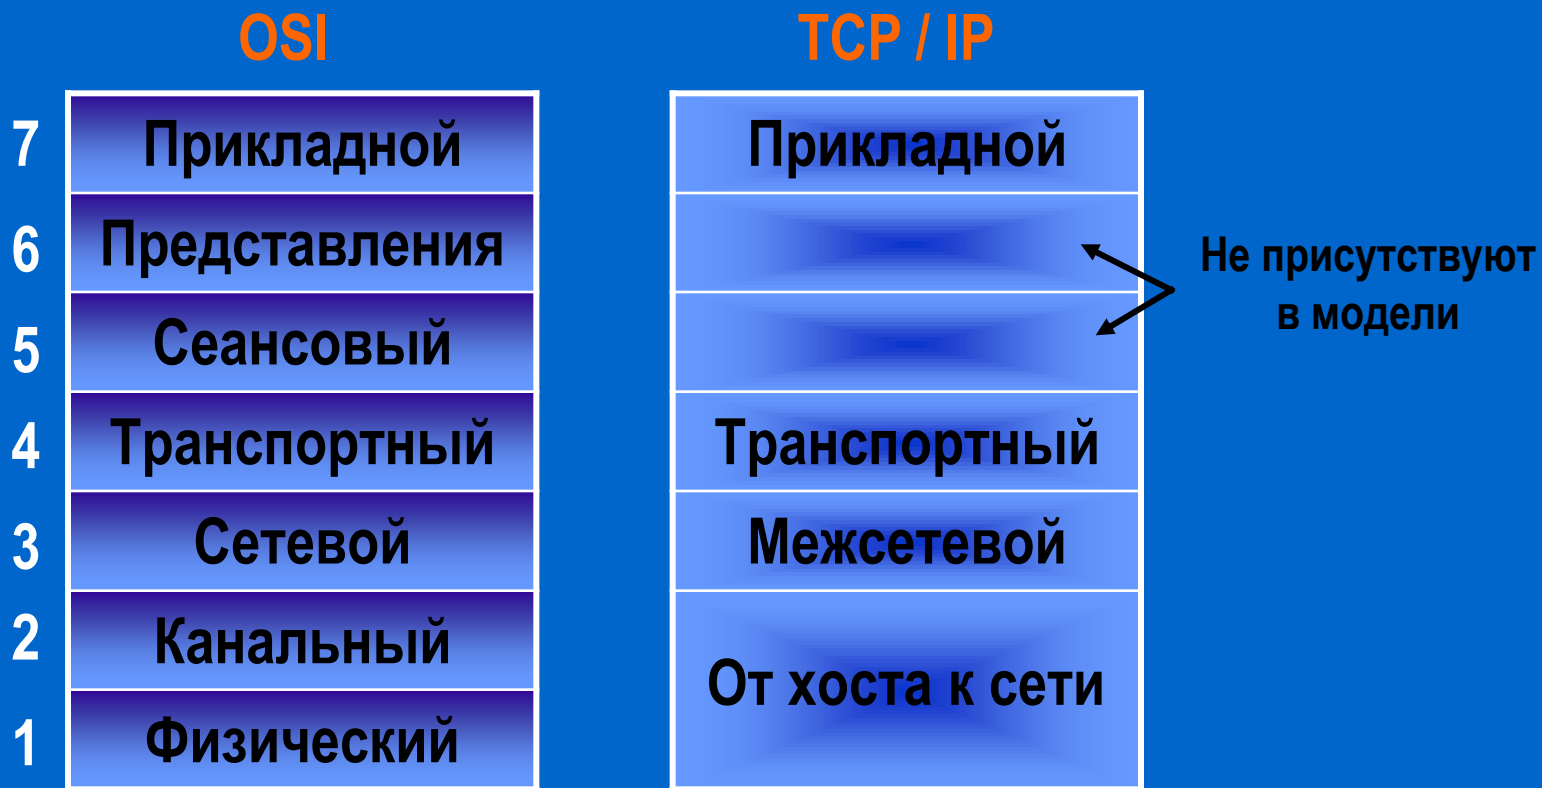 OSI
TCP / IP
7
Прикладной
Прикладной
6
Представления
Не присутствуют
в модели
5
Сеансовый
4
Транспортный
Транспортный
3
Сетевой
Межсетевой
2
Канальный
От хоста к сети
1
Физический